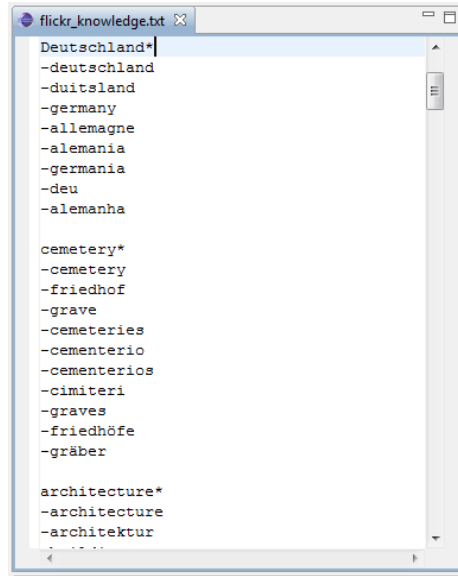 flickr_knowledge.txt
Deutschland*
-deutschland
-duitsland
-germany
-allemagne
-alemania
-germania
-deu
-alemanha
cemetery*
-cemetery
-friedhof
-grave
-cemeteries
-cementerio
-cementerios
-cimiteri
-graves
-friedhöfe
-gräber
architecture*
-architecture
-architektur